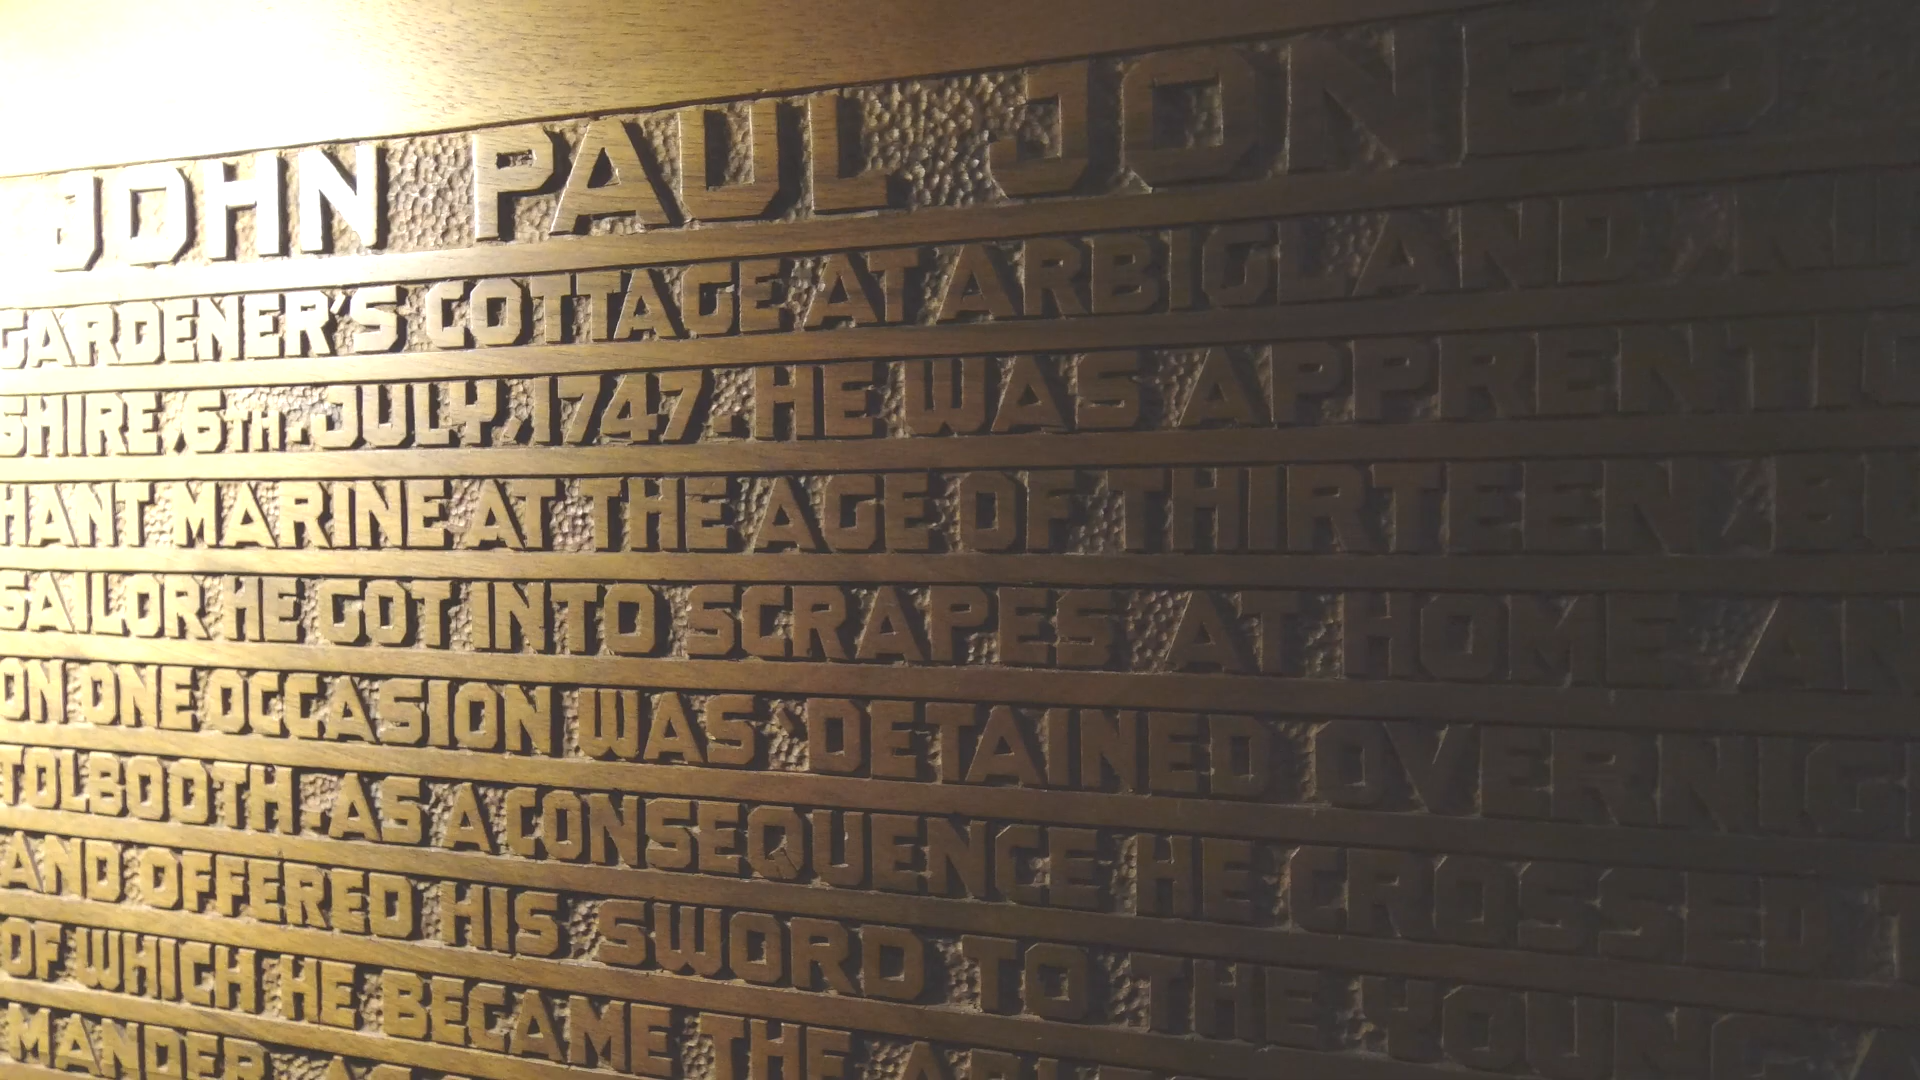 JOHN PAUL JONES
GARDENER'S COTTAGE AT ARBIGLAND,
SHIRE, 6TH. JULY, 1747. HE WAS
HANT MARINE AT THE AGE OF THIRTEEN,
SAILOR HE GOT INTO SCRAPES AT HOME
ON ONE OCCASION WAS DETAINED
TOLBOOTH. AS A CONSEQUENCE HE CROSSED
AND OFFERED HIS SWORD TO THE YOUNG
OF WHICH HE BECAME THE
MANDER.